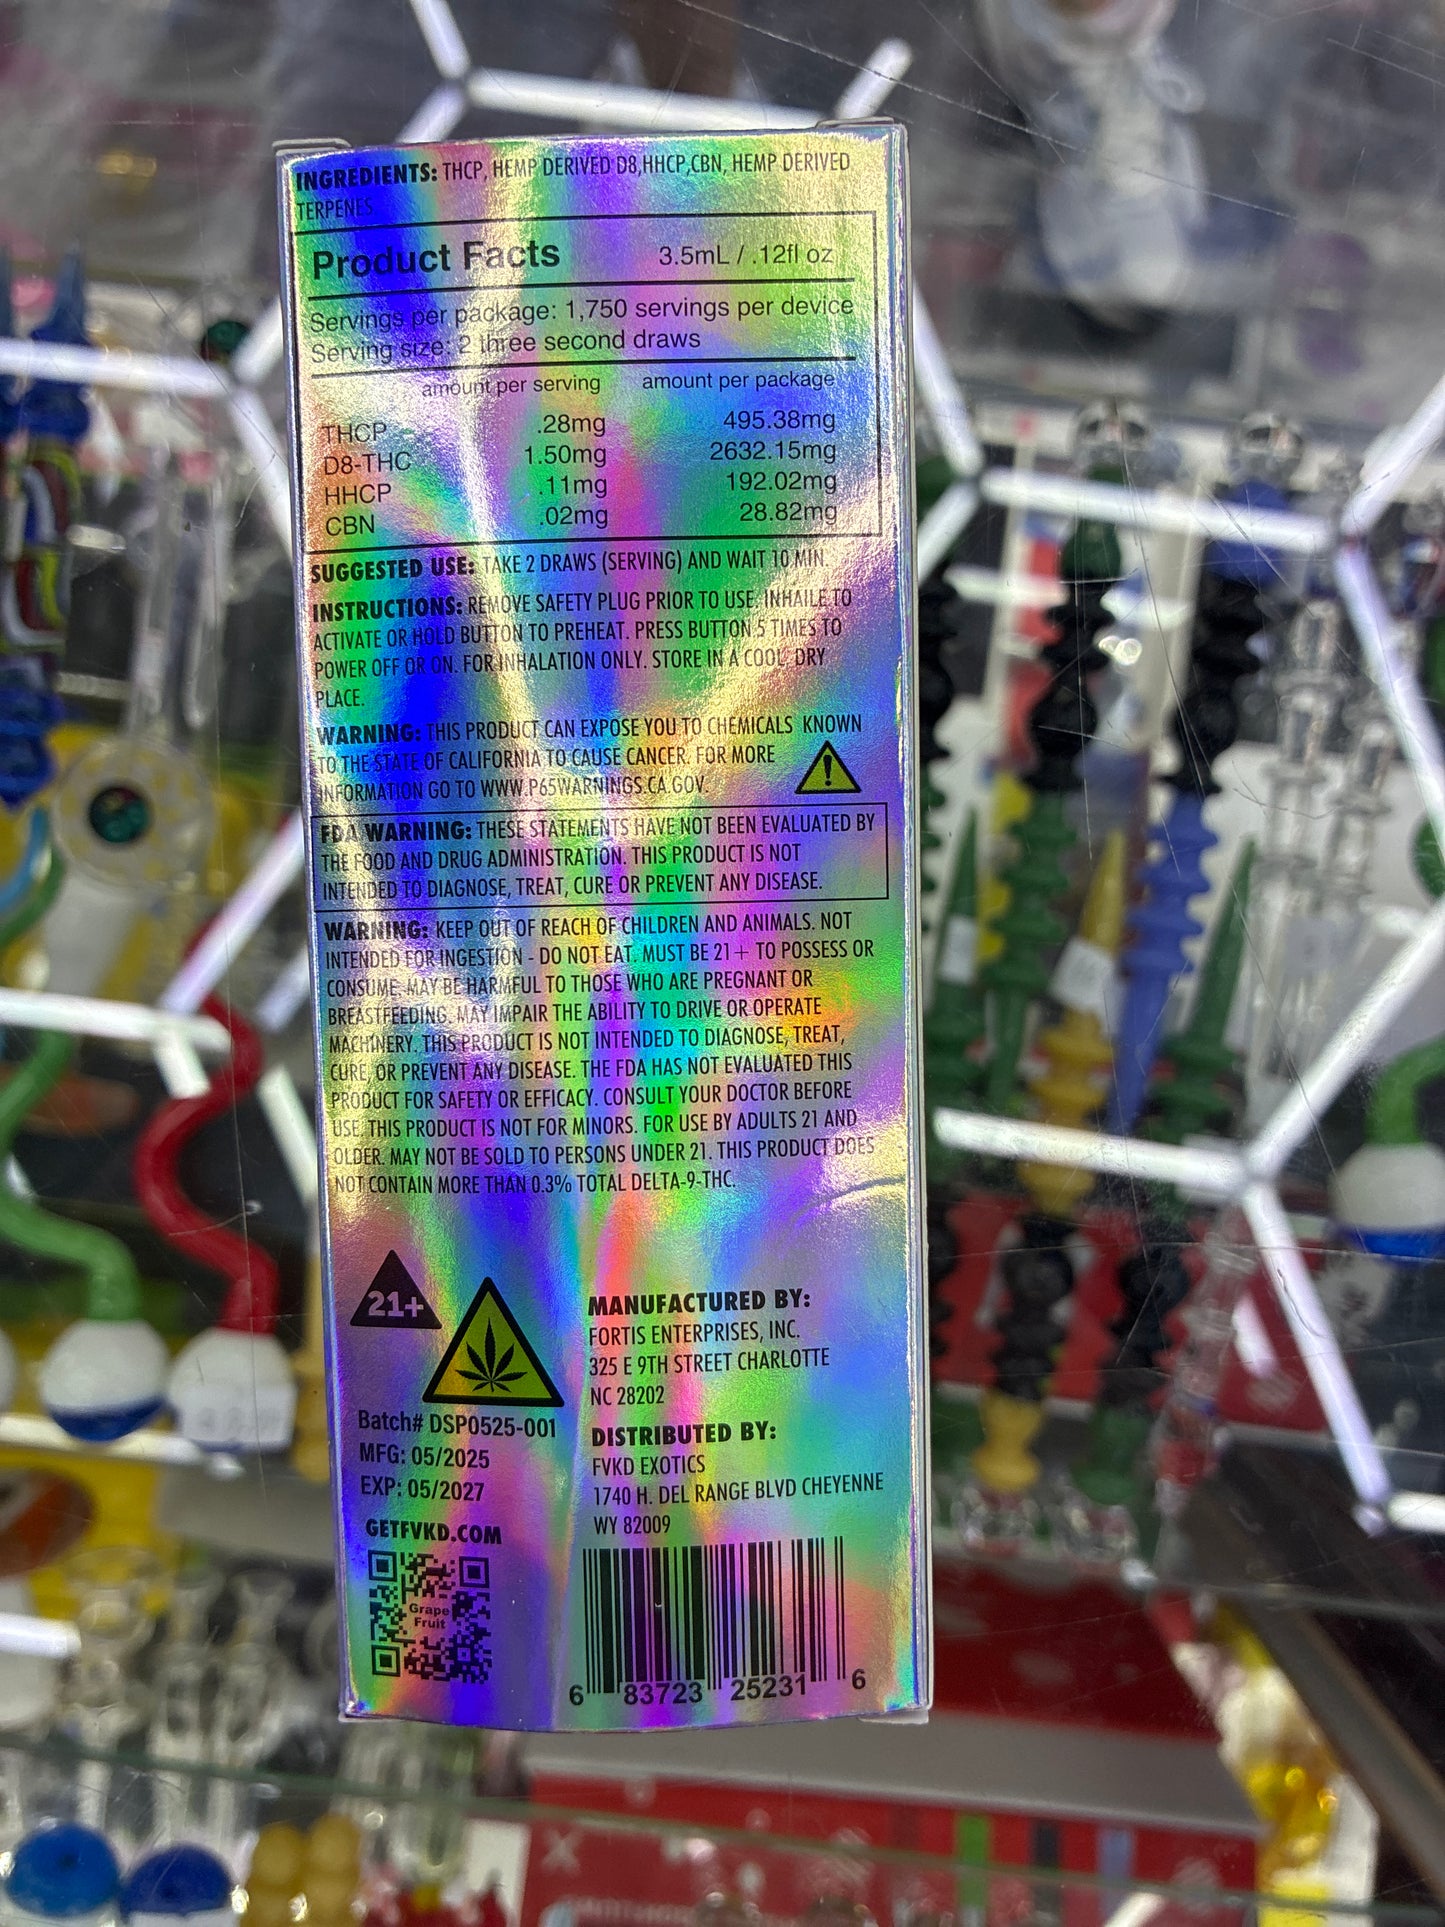 INGREDIENTS: THCP, HEMP DERIVED D8,HHCP,CBN, HEMP DERIVED
TERPENES
Product Facts 3.5mL / .12fl oz
Servings per package: 1,750 servings per device
Serving size: 2 three second draws
amount per serving amount per package
THCP .28mg 495.38mg
D8-THC 1.50mg 2632.15mg
HHCP .11mg 192.02mg
CBN .02mg 28.82mg
SUGGESTED USE: TAKE 2 DRAWS (SERVING) AND WAIT 10 MIN.
INSTRUCTIONS: REMOVE SAFETY PLUG PRIOR TO USE. INHAILE TO
ACTIVATE OR HOLD BUTTON TO PREHEAT. PRESS BUTTON 5 TIMES TO
POWER OFF OR ON. FOR INHALATION ONLY. STORE IN A COOL, DRY
PLACE.
WARNING: THIS PRODUCT CAN EXPOSE YOU TO CHEMICALS KNOWN
TO THE STATE OF CALIFORNIA TO CAUSE CANCER. FOR MORE
INFORMATION GO TO WWW.P65WARNINGS.CA.GOV.
FDA WARNING: THESE STATEMENTS HAVE NOT BEEN EVALUATED BY
THE FOOD AND DRUG ADMINISTRATION. THIS PRODUCT IS NOT
INTENDED TO DIAGNOSE, TREAT, CURE OR PREVENT ANY DISEASE.
WARNING: KEEP OUT OF REACH OF CHILDREN AND ANIMALS. NOT
INTENDED FOR INGESTION - DO NOT EAT. MUST BE 21+ TO POSSESS OR
CONSUME. MAY BE HARMFUL TO THOSE WHO ARE PREGNANT OR
BREASTFEEDING. MAY IMPAIR THE ABILITY TO DRIVE OR OPERATE
MACHINERY. THIS PRODUCT IS NOT INTENDED TO DIAGNOSE, TREAT,
CURE, OR PREVENT ANY DISEASE. THE FDA HAS NOT EVALUATED THIS
PRODUCT FOR SAFETY OR EFFICACY. CONSULT YOUR DOCTOR BEFORE
USE. THIS PRODUCT IS NOT FOR MINORS. FOR USE BY ADULTS 21 AND
OLDER. MAY NOT BE SOLD TO PERSONS UNDER 21. THIS PRODUCT DOES
NOT CONTAIN MORE THAN 0.3% TOTAL DELTA-9-THC.
21+
Batch# DSP0525-001
MFG: 05/2025
EXP: 05/2027
GETFVKD.COM
Grape
Fruit
MANUFACTURED BY:
FORTIS ENTERPRISES, INC.
325 E 9TH STREET CHARLOTTE
NC 28202
DISTRIBUTED BY:
FVKD EXOTICS
1740 H. DEL RANGE BLVD CHEYENNE
WY 82009
6 83723 25231 6